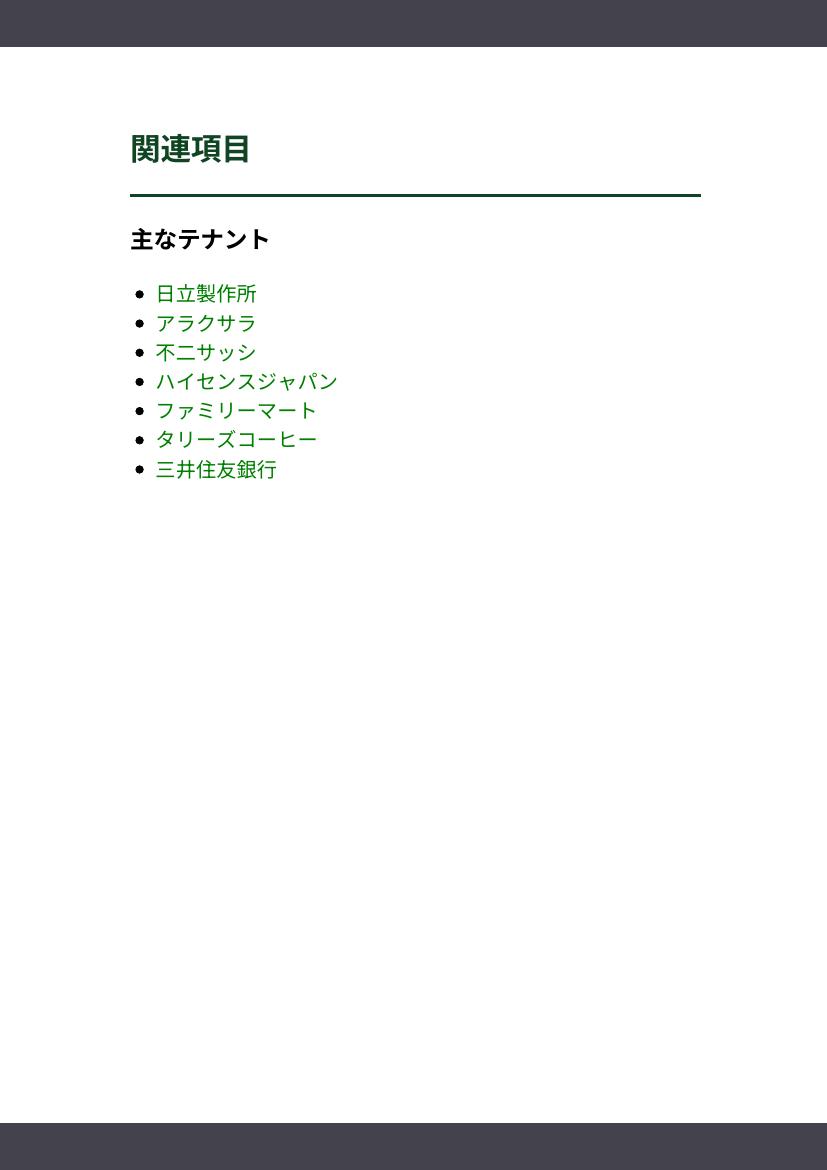 関連項目
主なテナント
日立製作所
アラクサラ
不二サッシ
ハイセンスジャパン
ファミリーマート
タリーズコーヒー
三井住友銀行